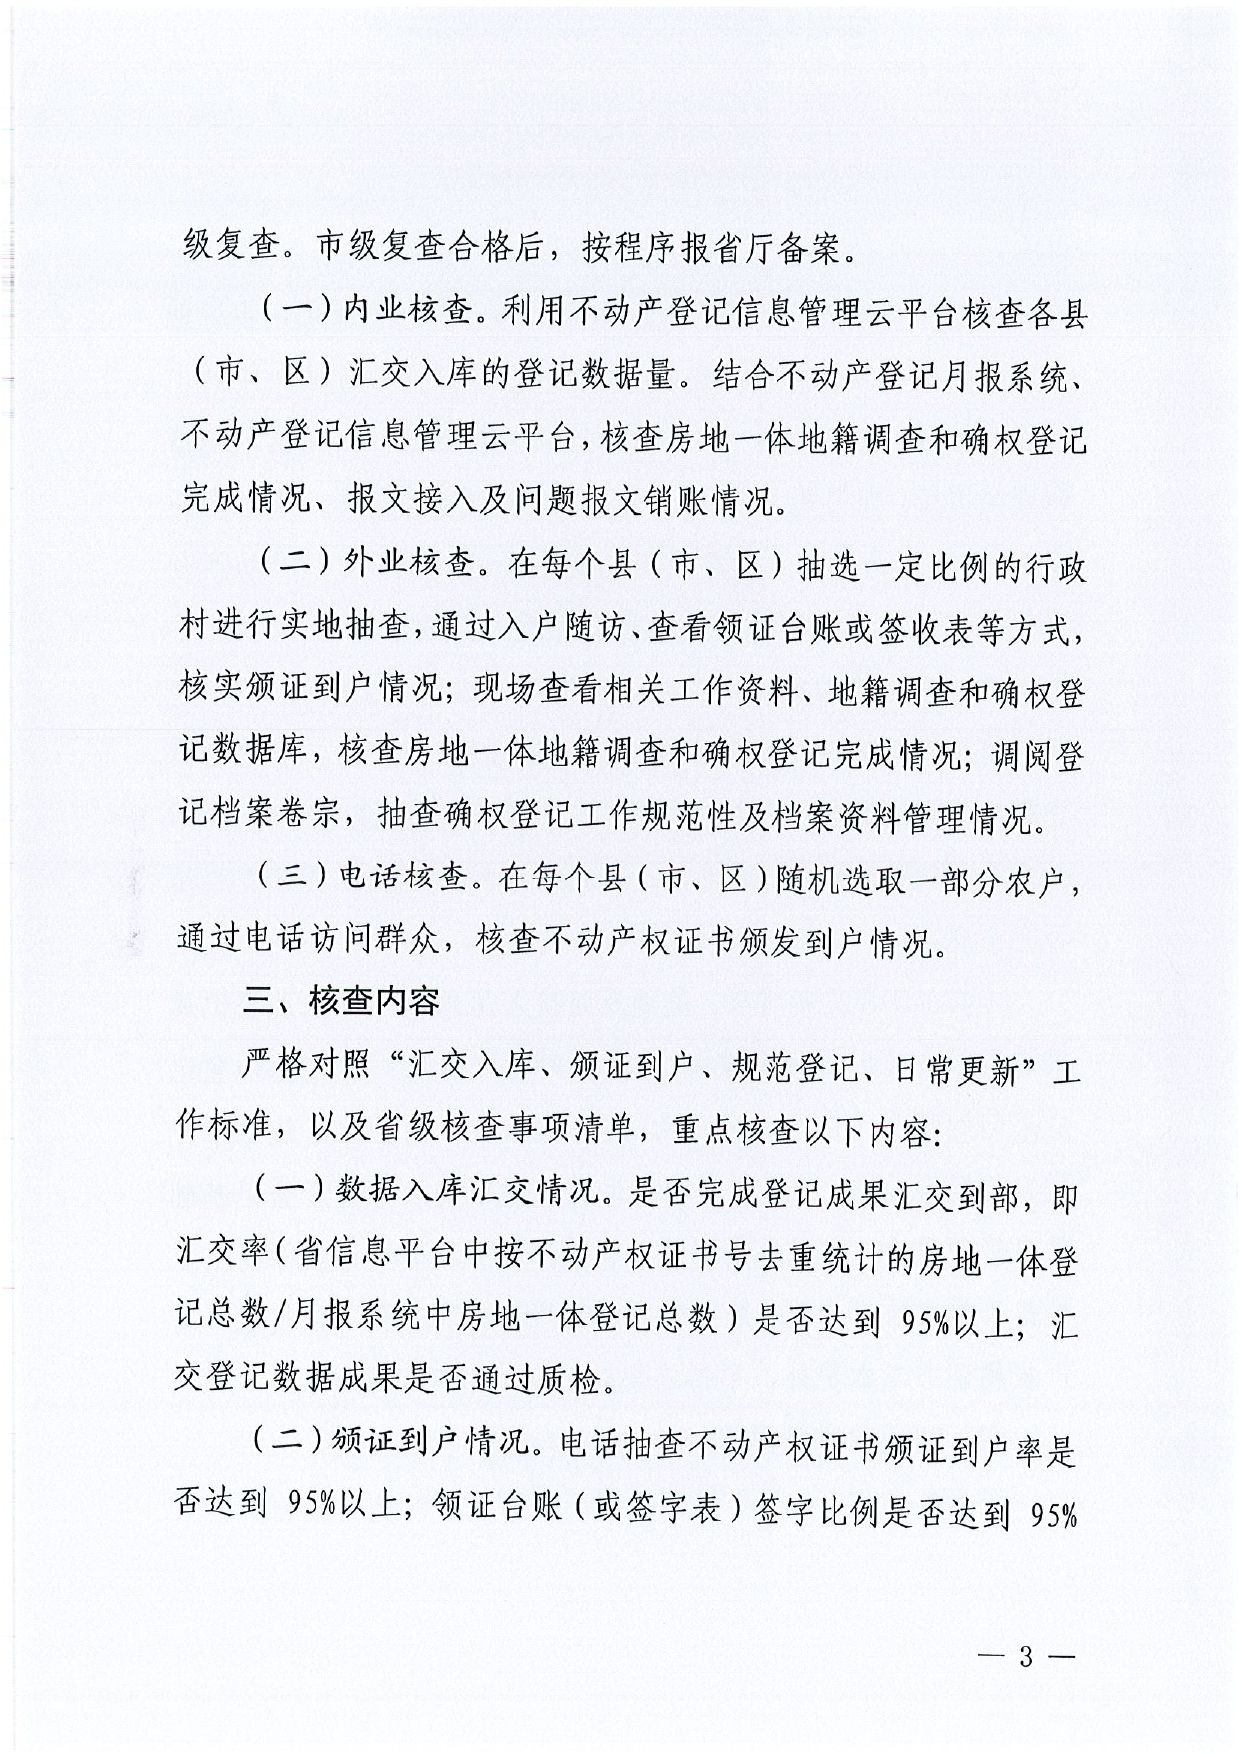 级复查。市级复查合格后，按程序报省厅备案。
（一）内业核查。利用不动产登记信息管理云平台核查各县
（市、区）汇交入库的登记数据量。结合不动产登记月报系统、
不动产登记信息管理云平台，核查房地一体地籍调查和确权登记
完成情况、报文接入及问题报文销账情况。
（二）外业核查。在每个县（市、区）抽选一定比例的行政
村进行实地抽查，通过入户随访、查看领证台账或签收表等方式，
核实颁证到户情况；现场查看相关工作资料、地籍调查和确权登
记数据库，核查房地一体地籍调查和确权登记完成情况；调阅登
记档案卷宗，抽查确权登记工作规范性及档案资料管理情况。
（三）电话核查。在每个县（市、区）随机选取一部分农户，
通过电话访问群众，核查不动产权证书颁发到户情况。
三、核查内容
严格对照“汇交入库、颁证到户、规范登记、日常更新”工
作标准，以及省级核查事项清单，重点核查以下内容：
（一）数据入库汇交情况。是否完成登记成果汇交到部，即
汇交率（省信息平台中按不动产权证书号去重统计的房地一体登
记总数/月报系统中房地一体登记总数）是否达到 95%以上；汇
交登记数据成果是否通过质检。
（二）颁证到户情况。电话抽查不动产权证书颁证到户率是
否达到 95%以上；领证台账（或签字表）签字比例是否达到 95%
— 3 —